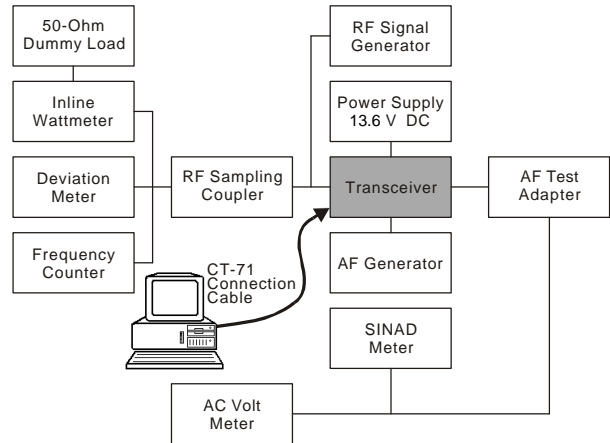 50-Ohm
Dummy Load
RF Signal
Generator
Inline
Wattmeter
Power Supply
13.6 V DC
Deviation
Meter
RF Sampling
Coupler
Transceiver
AF Test
Adapter
Frequency
Counter
CT-71
Connection
Cable
AF Generator
SINAD
Meter
AC Volt
Meter